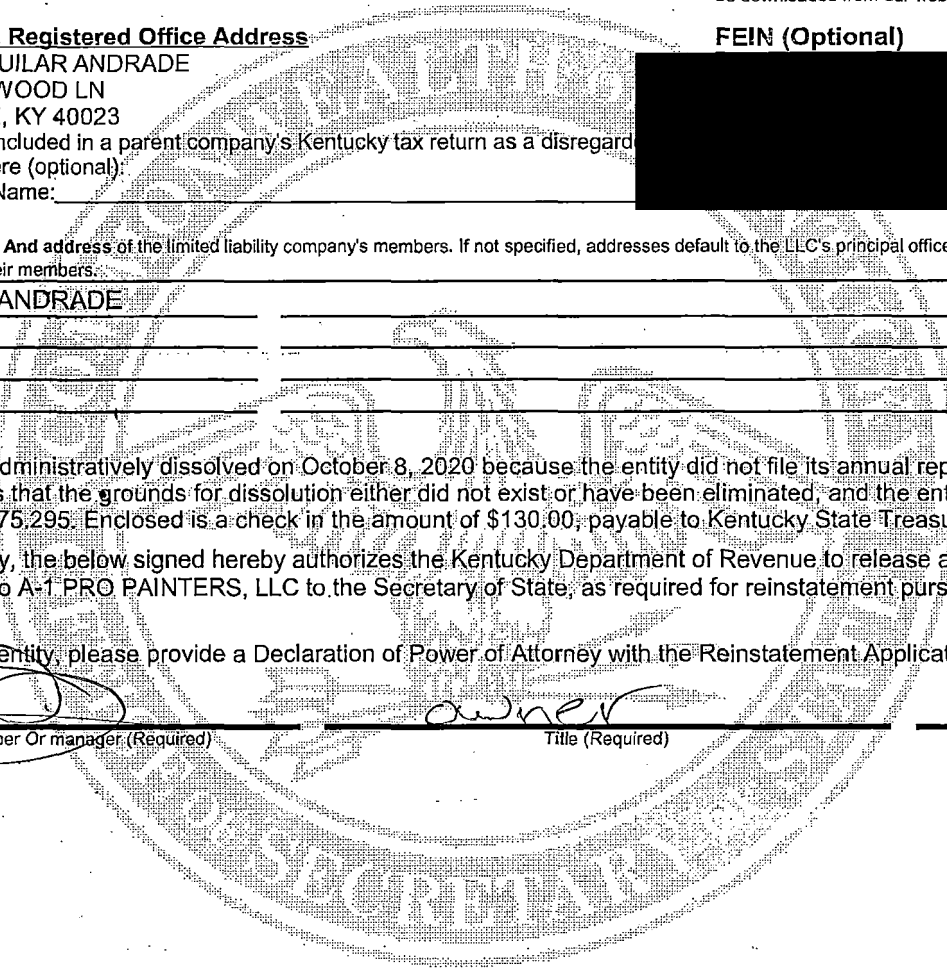 Registered Office Address
FEIN (Optional)
UILAR ANDRADE
WOOD LN
, KY 40023
ncluded in a parent company's Kentucky tax return as a disregard
ere (optional):
Name:
And address of the limited liability company's members. If not specified, addresses default to the LLC's principal office
eir members.
ANDRADE
dministratively dissolved on October 8, 2020 because the entity did not file its annual rep
s that the grounds for dissolution either did not exist or have been eliminated, and the ent
75.295. Enclosed is a check in the amount of $130.00, payable to Kentucky State Treasu
y, the below signed hereby authorizes the Kentucky Department of Revenue to release a
o A-1 PRO PAINTERS, LLC to the Secretary of State, as required for reinstatement purs
entity, please provide a Declaration of Power of Attorney with the Reinstatement Applicat
owner
ber Or manager (Required)
Title (Required)
SECRETARY